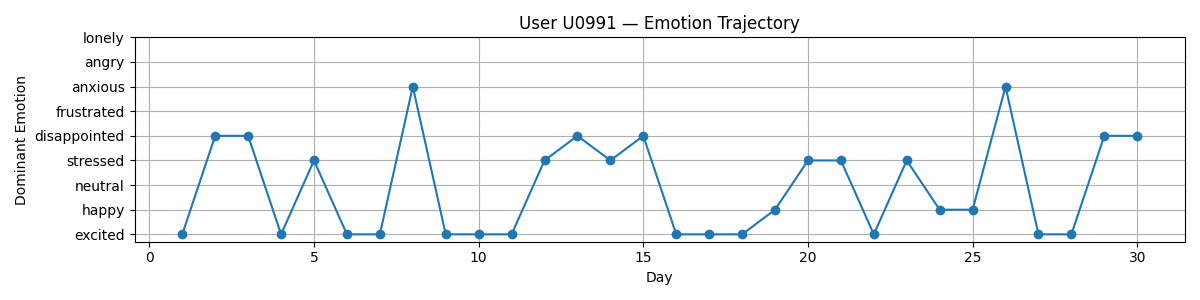 User U0991 — Emotion Trajectory
Dominant Emotion
lonely
angry
anxious
frustrated
disappointed
stressed
neutral
happy
excited
0 5 10 15 20 25 30
Day